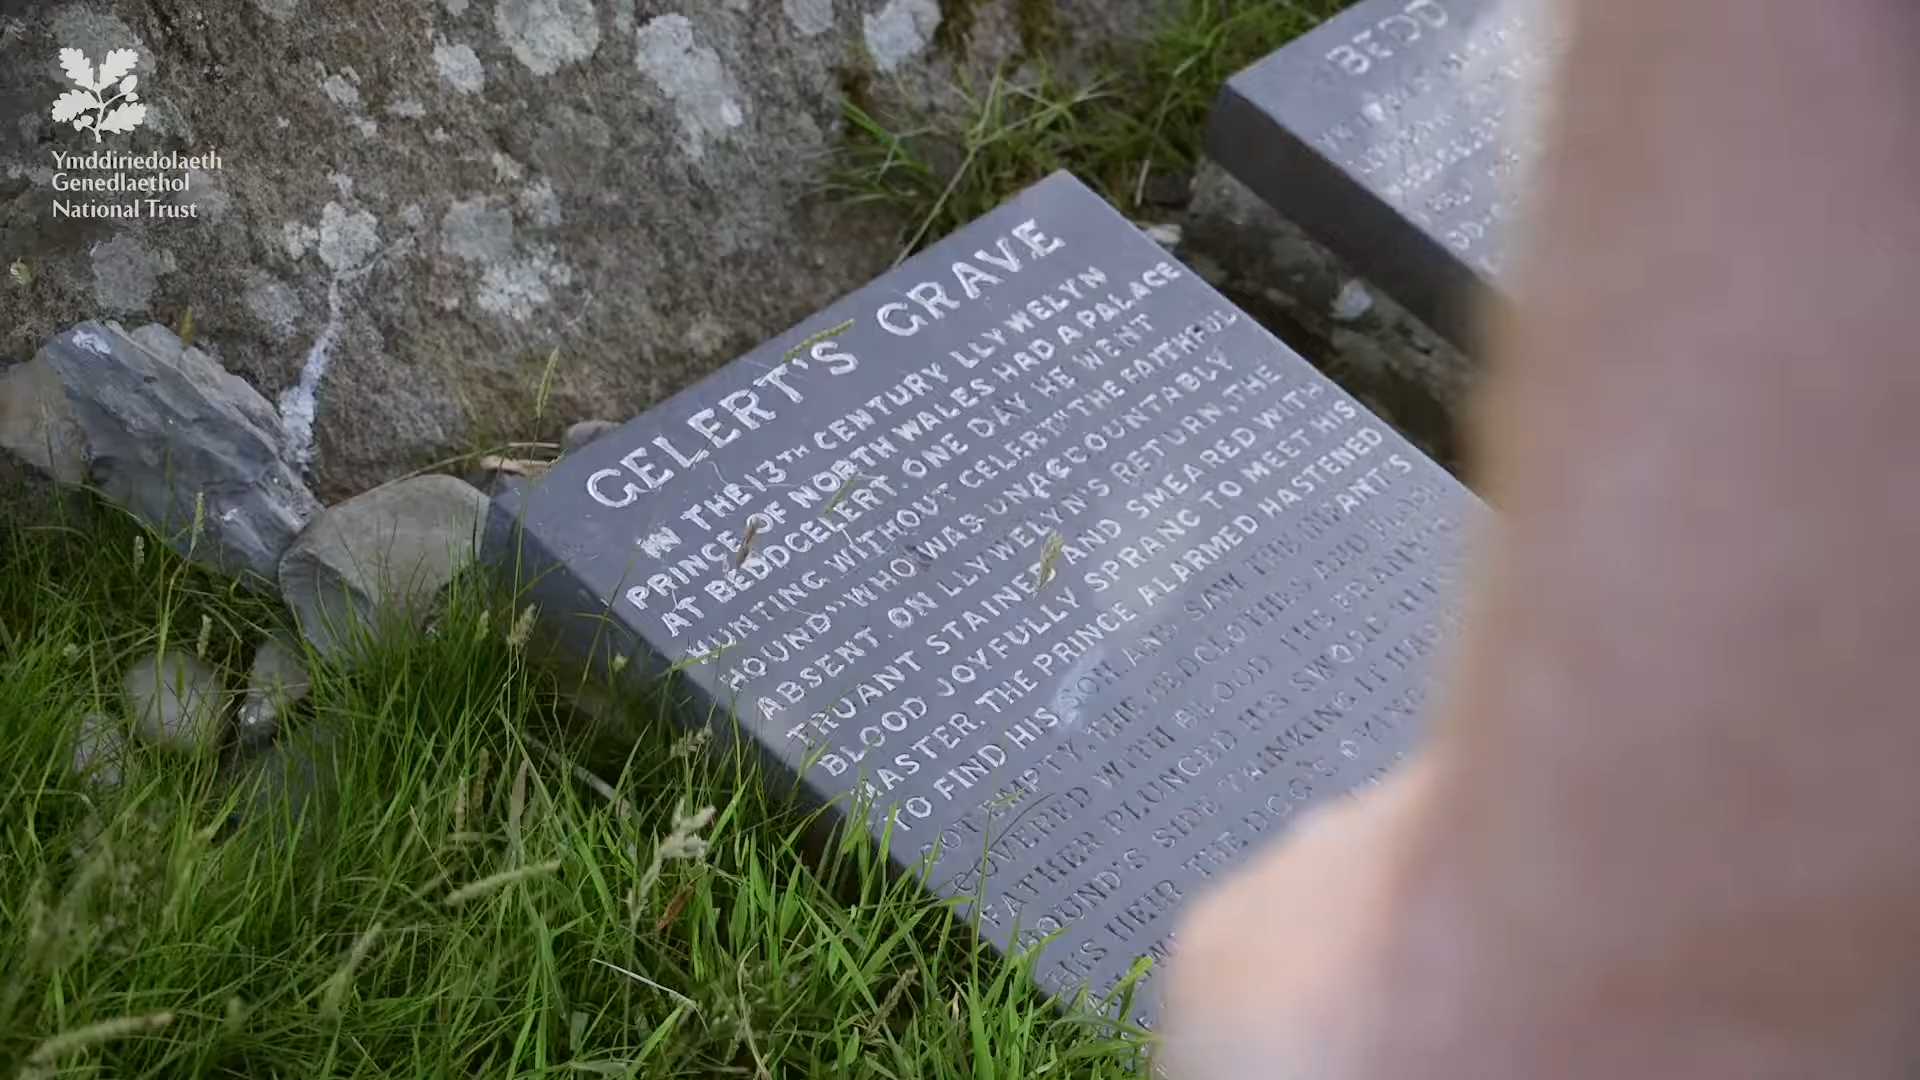 Ymddiriedolaeth
Genedlaethol
National Trust
GELERT'S GRAVE
IN THE 13TH CENTURY LLYWELYN
PRINCE OF NORTH WALES HAD A PALACE
AT BEDDGELERT. ONE DAY HE WENT
HUNTING WITHOUT GELERT "THE FAITHFUL
HOUND" WHO WAS UNACCOUNTABLY
ABSENT. ON LLYWELYN'S RETURN, THE
TRUANT STAINED AND SMEARED WITH
BLOOD JOYFULLY SPRANG TO MEET HIS
MASTER. THE PRINCE ALARMED HASTENED
TO FIND HIS SON AND SAW THE INFANT'S
COT EMPTY, THE BEDCLOTHES AND FLOOR
COVERED WITH BLOOD. THE FRANTIC
FATHER PLUNGED HIS SWORD
HOUND'S SIDE THINKING IT HAD
HIS HEIR THE DOG'S DYING
BEDD